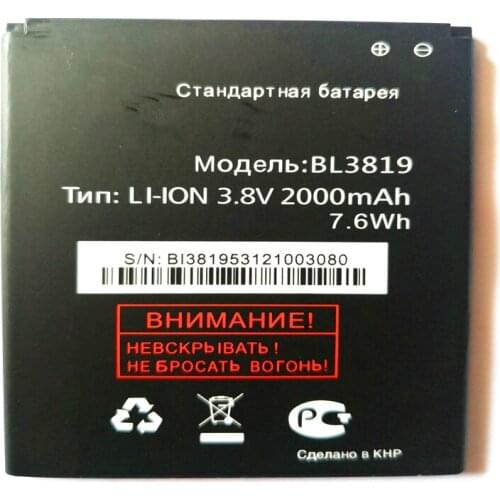 Стандартная батарея
Модель:BL3819
Тип: LI-ION 3.8V 2000mAh
7.6Wh
S/N: BI381953121003080
ВНИМАНИЕ!
НЕВСКРЫВАТЬ !
НЕ БРОСАТЬ ВОГОНЬ!
Сделано в КНР